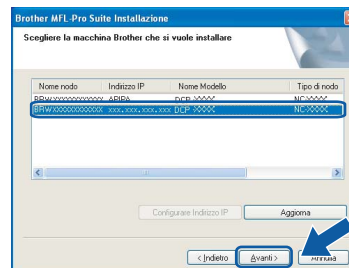 Brother MFL-Pro Suite Installazione
Scegliere la macchina Brother che si vuole installare
Nome nodo Indirizzo IP Nome Modello Tipo di nodo
BRWXXXXXXXXXXXX APIPA DCP-XXXX NC-XXXX
BRWXXXXXXXXXXXX xxx.xxx.xxx.xxx DCP-XXXX NC-XXXX
Configurare Indirizzo IP Aggiorna
< Indietro Avanti > Annulla